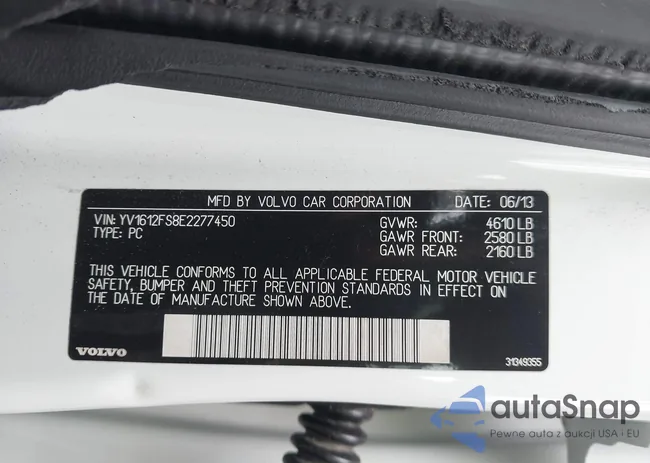 MFD BY VOLVO CAR CORPORATION DATE: 06/13
VIN: YV1612FS8E2277450 GVWR: 4610 LB
TYPE: PC GAWR FRONT: 2580 LB
GAWR REAR: 2160 LB
THIS VEHICLE CONFORMS TO ALL APPLICABLE FEDERAL MOTOR VEHICLE
SAFETY, BUMPER AND THEFT PREVENTION STANDARDS IN EFFECT ON
THE DATE OF MANUFACTURE SHOWN ABOVE.
VOLVO 31349355
autaSnap
Pewne auta z aukcji USA i EU